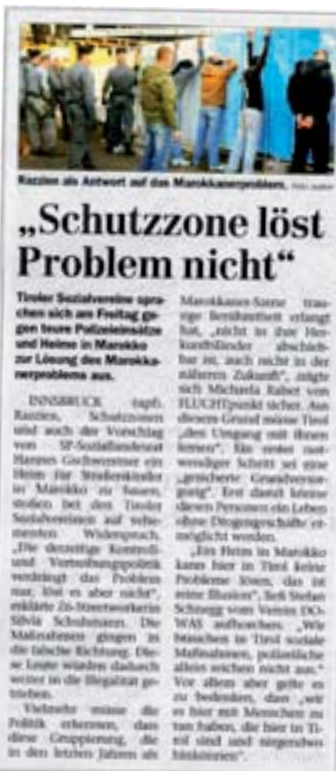 Razzien als Antwort auf das Marokkanerproblem.
„Schutzzone löst
Problem nicht“
Tiroler Sozialvereine spra-
chen sich am Freitag ge-
gen teure Polizeieinsätze
und Heime in Marokko
zur Lösung des Marokka-
nerproblems aus.
INNSBRUCK
Razzien, Schutzzonen
und auch der Vorschlag
von SP-Soziallandesrat
Hannes Gschwentner ein
Heim für Straßenkinder
in Marokko zu bauen,
stoßen bei den Tiroler
Sozialvereinen auf vehe-
menten Widerspruch.
„Die derzeitige Kontroll-
und Vertreibungspolitik
verdrängt das Problem
nur, löst es aber nicht“,
erklärte Z6-Streetworkerin
Silvia Schuhmann. Die
Maßnahmen gingen in
die falsche Richtung. Die-
se Leute würden dadurch
weiter in die Illegalität ge-
trieben.
Vielmehr müsse die
Politik erkennen, dass
diese Gruppierung, die
in den letzten Jahren als
Marokkaner-Szene trau-
rige Berühmtheit erlangt
hat, „nicht in ihre Her-
kunftsländer abschieb-
bar ist, auch nicht in der
näheren Zukunft“, zeigte
sich Michaela Ralser von
FLUCHTpunkt sicher. Aus
diesem Grund müsse Tirol
„den Umgang mit ihnen
lernen“. Ein erster not-
wendiger Schritt sei eine
„gesicherte Grundversor-
gung“. Erst damit könne
diesen Personen ein Leben
ohne Drogengeschäfte er-
möglicht werden.
„Ein Heim in Marokko
kann hier in Tirol keine
Probleme lösen, das ist
reine Illusion“, ließ Stefan
Schnegg vom Verein DO-
WAS aufhorchen. „Wir
brauchen in Tirol soziale
Maßnahmen, polizeiliche
allein reichen nicht aus.“
Vor allem aber gelte es
zu bedenken, dass „wir
es hier mit Menschen zu
tun haben, die hier in Ti-
rol sind und nirgendwo
hinkönnen“.